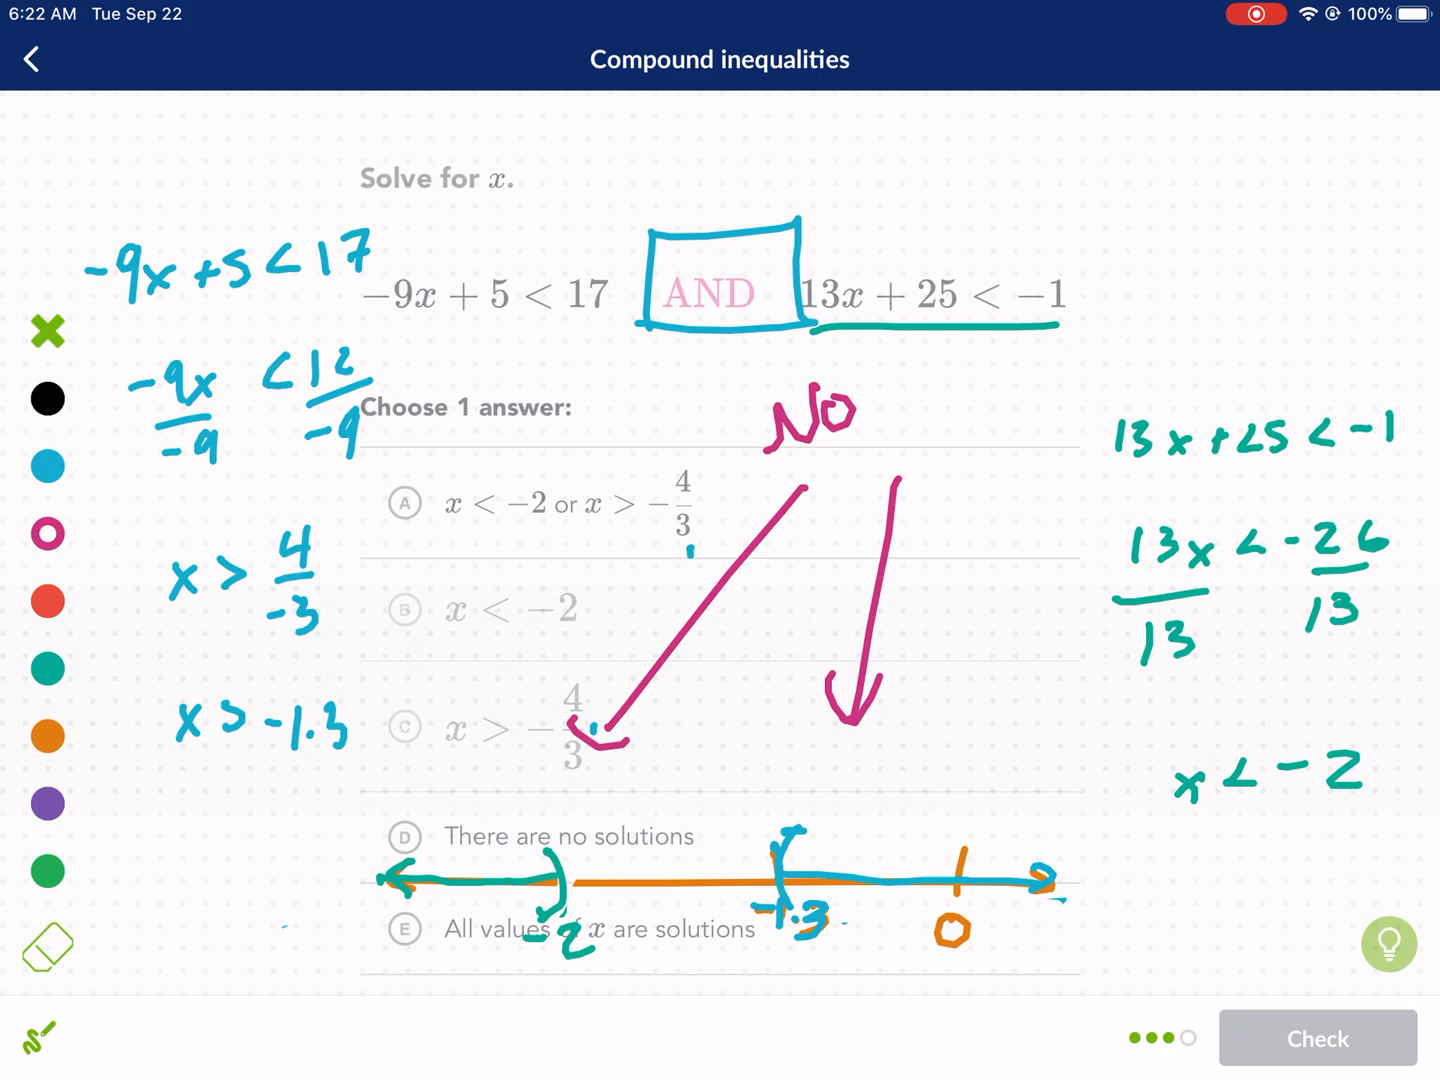 6:22 AM Tue Sep 22
100%
Compound inequalities
Solve for x.
-9x + 5 < 17
−9x + 5 < 17 AND 13x + 25 < −1
-9x < 12
-9 -9
Choose 1 answer:
NO
13x + 25 < -1
A x < −2 or x > −4/3
13x < -26
13 13
x > 4/-3
B x < −2
C x > −4/3
x > -1.3
x < -2
D There are no solutions
E All values of x are solutions
-2 -1.3 0
Check